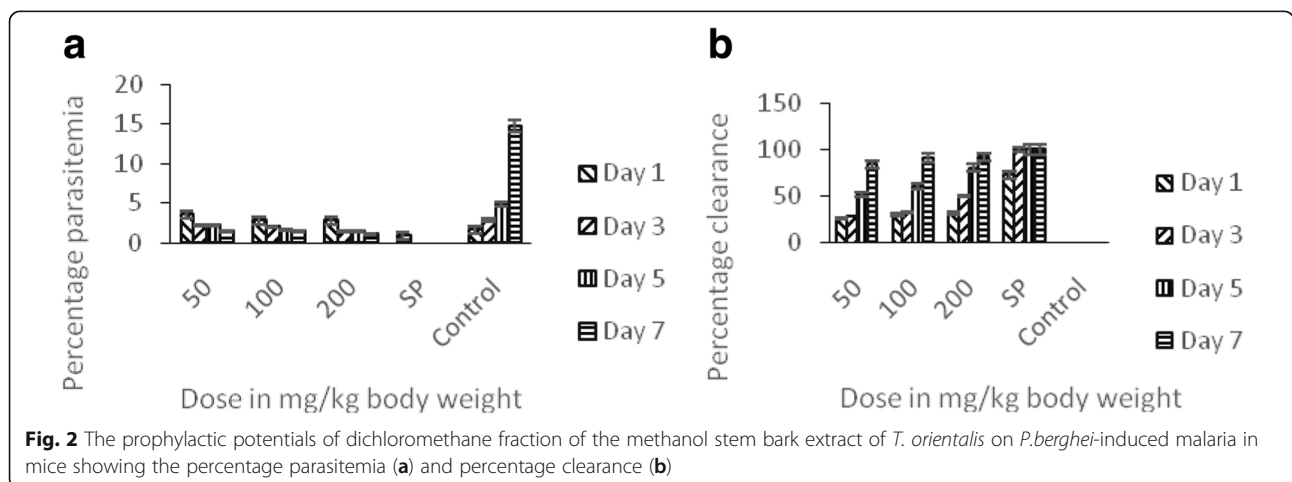 a
Percentage parasitemia
20
15
10
5
0
50
100
200
SP
Control
Dose in mg/kg body weight
Day 1
Day 3
Day 5
Day 7
b
Percentage clearance
150
100
50
0
50
100
200
SP
Control
Dose in mg/kg body weight
Day 1
Day 3
Day 5
Day 7
Fig. 2 The prophylactic potentials of dichloromethane fraction of the methanol stem bark extract of T. orientalis on P.berghei-induced malaria in
mice showing the percentage parasitemia (a) and percentage clearance (b)